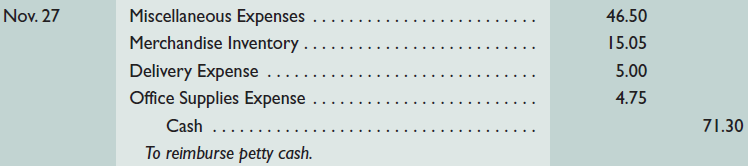 Nov. 27 Miscellaneous Expenses . . . . . . . . . . . . . . . . . . . . . . . . . . 46.50
Merchandise Inventory . . . . . . . . . . . . . . . . . . . . . . . . . . . 15.05
Delivery Expense . . . . . . . . . . . . . . . . . . . . . . . . . . . . . . . 5.00
Office Supplies Expense . . . . . . . . . . . . . . . . . . . . . . . . . . 4.75
Cash . . . . . . . . . . . . . . . . . . . . . . . . . . . . . . . . . . . . . 71.30
To reimburse petty cash.